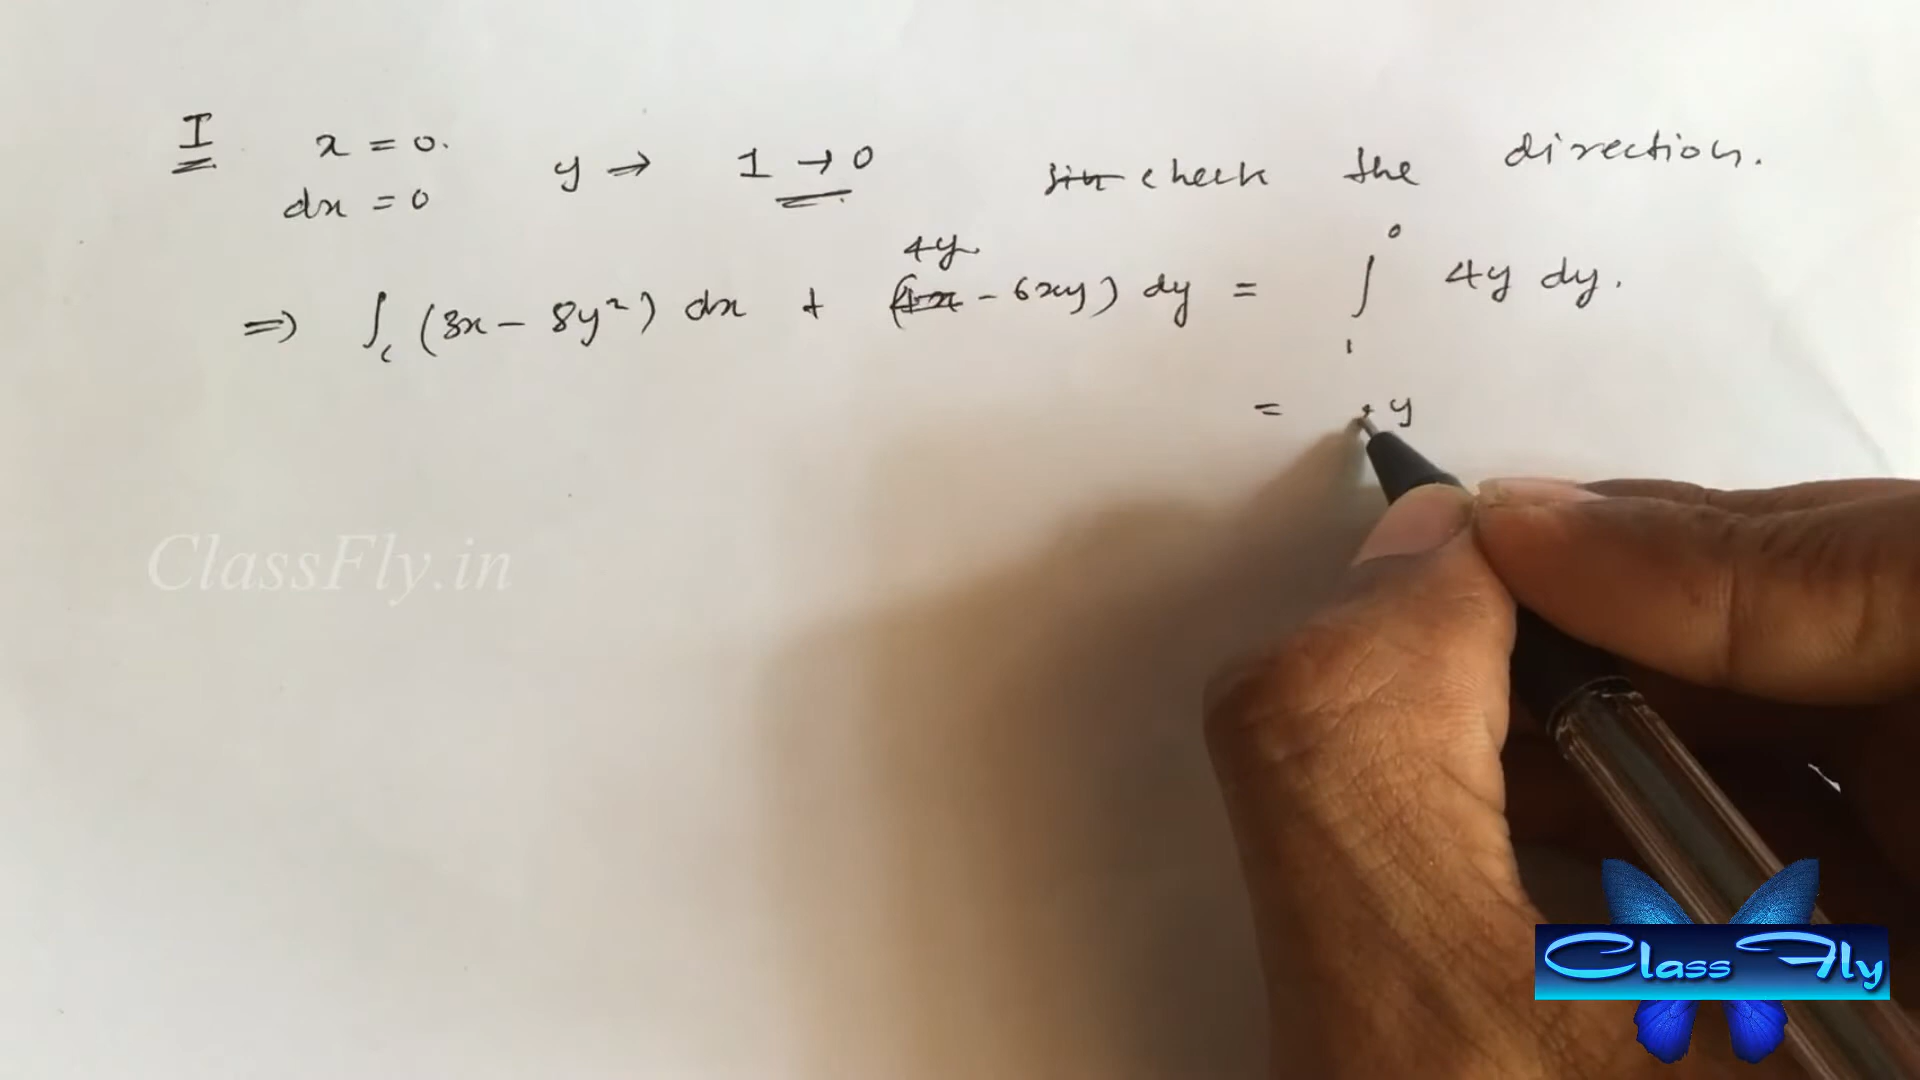 I x = 0. y → 1 → 0 check the direction.
dx = 0
4y
⇒ ∫c (3x - 8y²) dx + (4x - 6xy) dy = ∫₁⁰ 4y dy.
= y
ClassFly.in
Class Fly